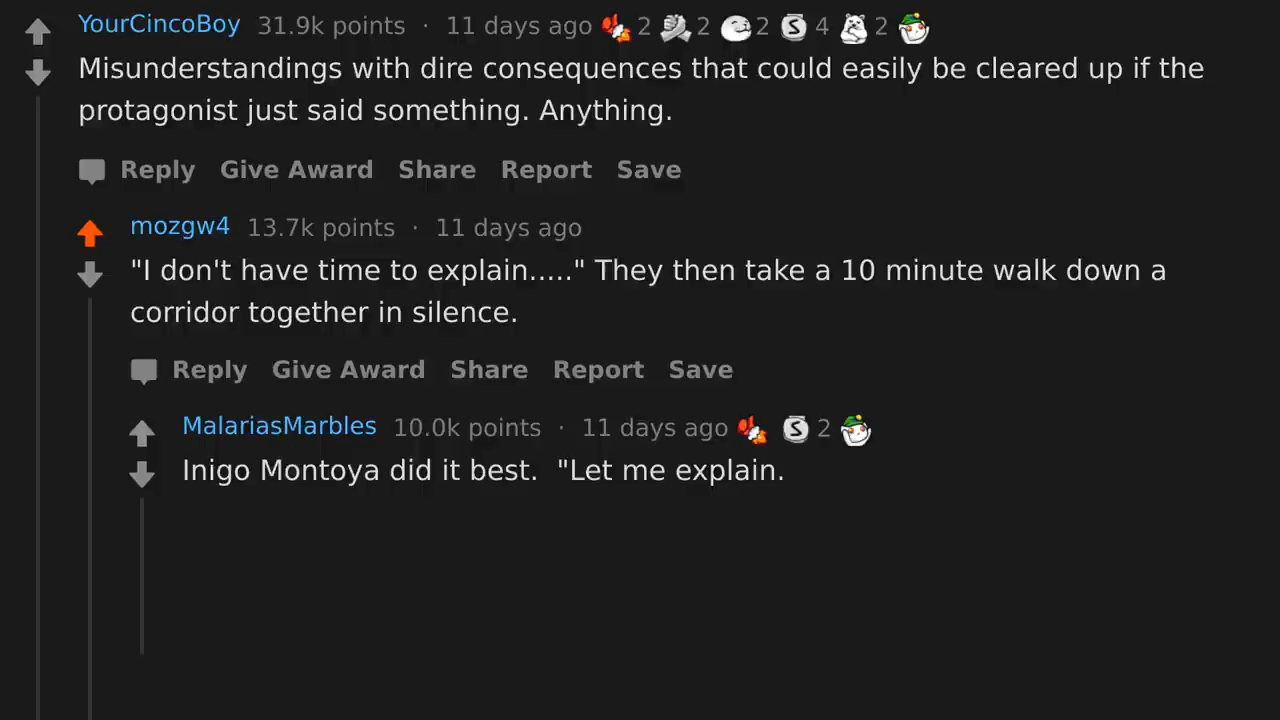 YourCincoBoy 31.9k points · 11 days ago 2 2 2 4 2
Misunderstandings with dire consequences that could easily be cleared up if the
protagonist just said something. Anything.
Reply Give Award Share Report Save
mozgw4 13.7k points · 11 days ago
"I don't have time to explain....." They then take a 10 minute walk down a
corridor together in silence.
Reply Give Award Share Report Save
MalariasMarbles 10.0k points · 11 days ago 2
Inigo Montoya did it best.  "Let me explain.